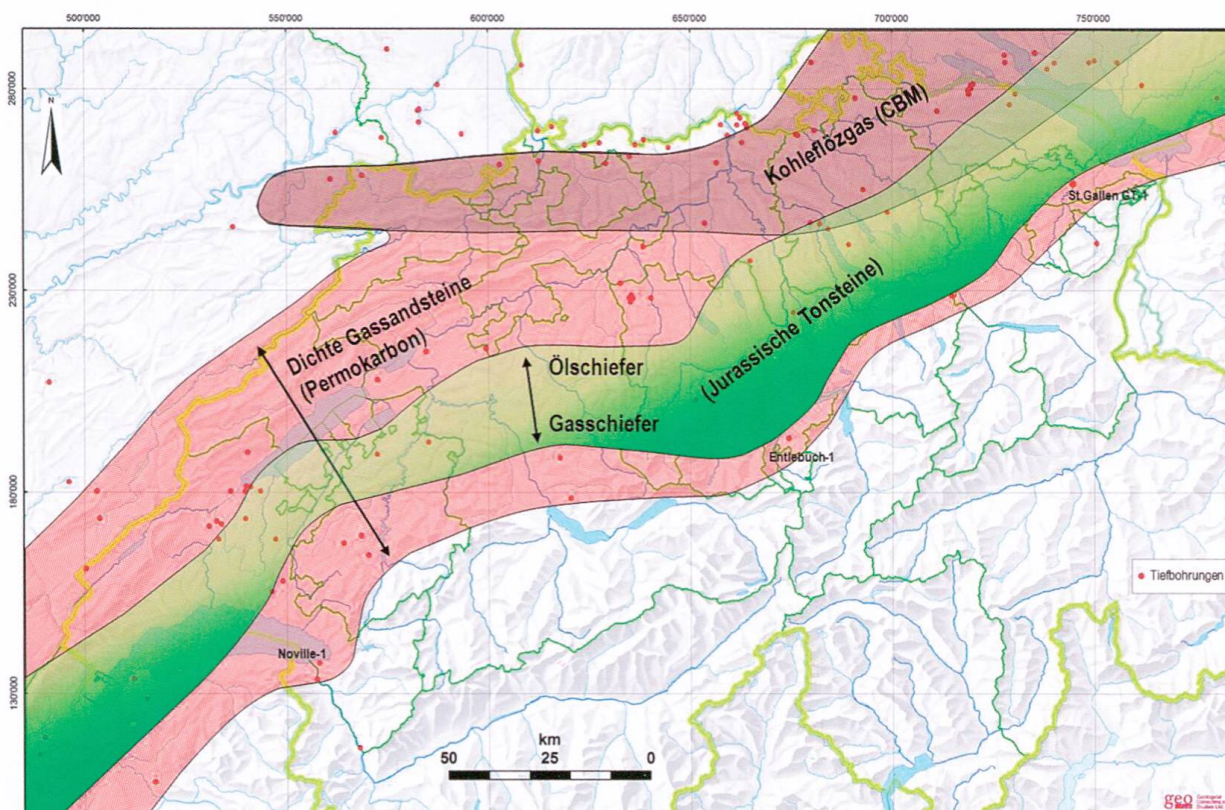 500'000
550'000
600'000
650'000
700'000
750'000
280'000
230'000
180'000
130'000
N
Kohleflözgas (CBM)
St.Gallen GT-1
Dichte Gassandsteine
(Permokarbon)
Ölschiefer
Gasschiefer
(Jurassische Tonsteine)
Entlebuch-1
Tiefbohrungen
Noville-1
km
50 25 0
geo